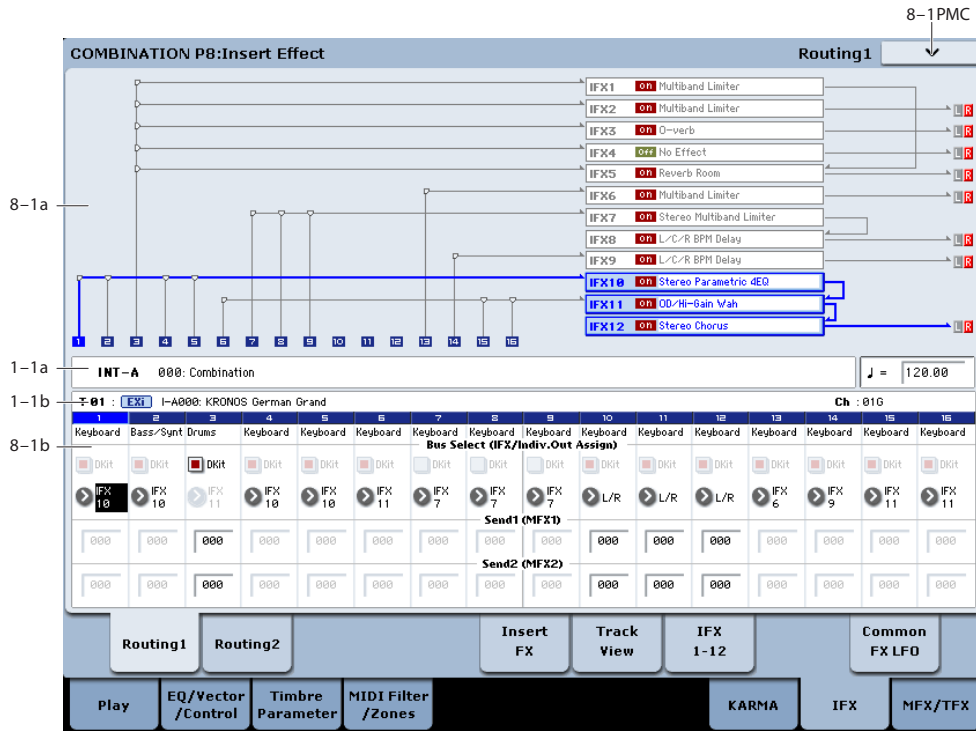 8–1PMC
COMBINATION P8:Insert Effect
Routing1
IFX1 On Multiband Limiter
IFX2 On Multiband Limiter
L R
IFX3 On O-verb
L R
IFX4 Off No Effect
L R
8–1a
IFX5 On Reverb Room
L R
IFX6 On Multiband Limiter
L R
IFX7 On Stereo Multiband Limiter
IFX8 On L/C/R BPM Delay
L R
IFX9 On L/C/R BPM Delay
L R
IFX10 On Stereo Parametric 4EQ
IFX11 On OD/Hi-Gain Wah
IFX12 On Stereo Chorus
L R
1 2 3 4 5 6 7 8 9 10 11 12 13 14 15 16
1–1a
INT-A 000: Combination
♩ = 120.00
1–1b
T-01 : EXi I-A000: KRONOS German Grand
Ch :01G
1 2 3 4 5 6 7 8 9 10 11 12 13 14 15 16
8–1b
Keyboard Bass/Synt Drums Keyboard Keyboard Keyboard Keyboard Keyboard Keyboard Keyboard Keyboard Keyboard Keyboard Keyboard Keyboard Keyboard
Bus Select (IFX/Indiv.Out Assign)
DKit DKit DKit DKit DKit DKit DKit DKit DKit DKit DKit DKit DKit DKit DKit DKit
IFX 10 IFX 10 IFX 11 IFX 10 IFX 10 IFX 11 IFX 7 IFX 7 IFX 7 L/R L/R L/R IFX 6 IFX 9 IFX 11 IFX 11
Send1 (MFX1)
000 000 000 000 000 000 000 000 000 000 000 000 000 000 000 000
Send2 (MFX2)
000 000 000 000 000 000 000 000 000 000 000 000 000 000 000 000
Routing1
Routing2
Insert FX
Track View
IFX 1-12
Common FX LFO
Play
EQ/Vector /Control
Timbre Parameter
MIDI Filter /Zones
KARMA
IFX
MFX/TFX